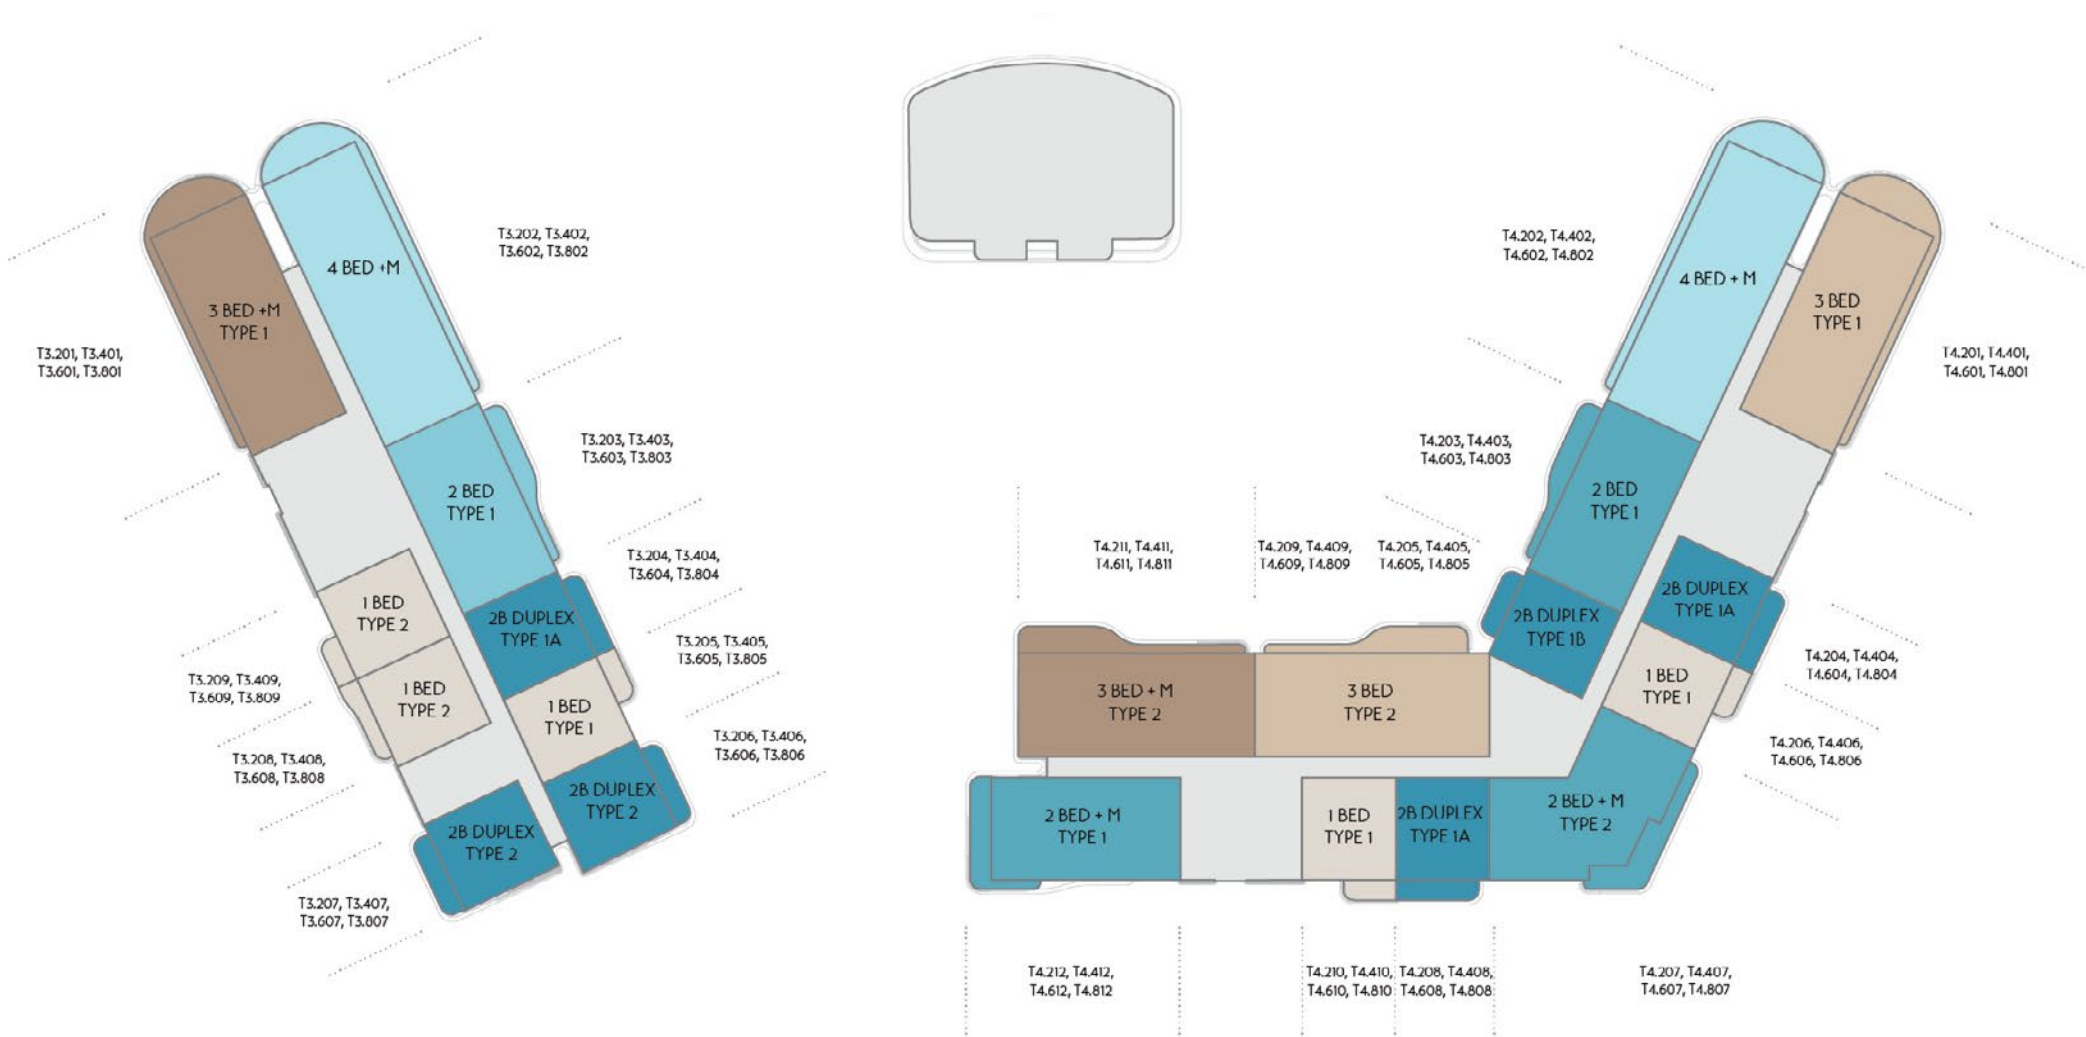 T3.202, T3.402,
T3.602, T3.802
4 BED +M
3 BED +M
TYPE 1
T3.201, T3.401,
T3.601, T3.801
T3.203, T3.403,
T3.603, T3.803
2 BED
TYPE 1
T3.204, T3.404,
T3.604, T3.804
1 BED
TYPE 2
2B DUPLEX
TYPE 1A
T3.205, T3.405,
T3.605, T3.805
T3.209, T3.409,
T3.609, T3.809
1 BED
TYPE 2
1 BED
TYPE 1
T3.206, T3.406,
T3.606, T3.806
T3.208, T3.408,
T3.608, T3.808
2B DUPLEX
TYPE 2
2B DUPLEX
TYPE 2
T3.207, T3.407,
T3.607, T3.807
T4.202, T4.402,
T4.602, T4.802
4 BED + M
3 BED
TYPE 1
T4.201, T4.401,
T4.601, T4.801
T4.203, T4.403,
T4.603, T4.803
2 BED
TYPE 1
T4.211, T4.411,
T4.611, T4.811
T4.209, T4.409,
T4.609, T4.809
T4.205, T4.405,
T4.605, T4.805
2B DUPLEX
TYPE 1B
2B DUPLEX
TYPE 1A
T4.204, T4.404,
T4.604, T4.804
3 BED + M
TYPE 2
3 BED
TYPE 2
1 BED
TYPE 1
T4.206, T4.406,
T4.606, T4.806
2 BED + M
TYPE 1
1 BED
TYPE 1
2B DUPLEX
TYPE 1A
2 BED + M
TYPE 2
T4.212, T4.412,
T4.612, T4.812
T4.210, T4.410,
T4.610, T4.810
T4.208, T4.408,
T4.608, T4.808
T4.207, T4.407,
T4.607, T4.807